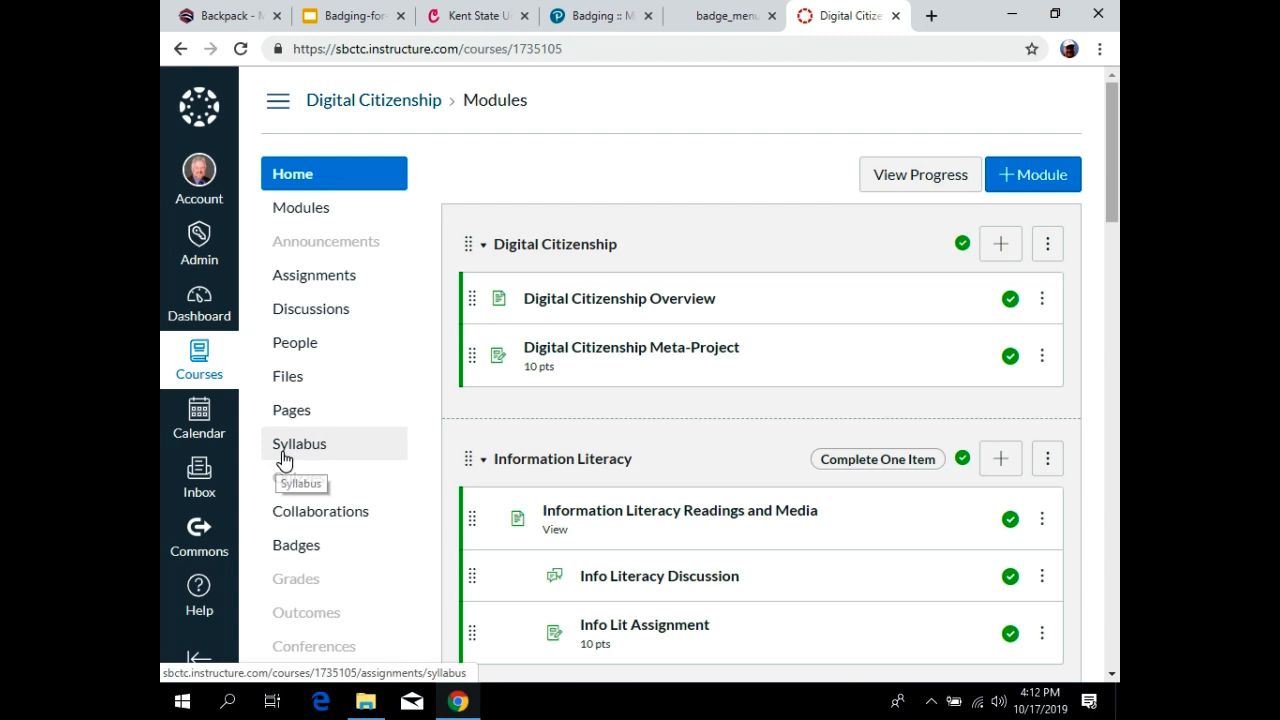 Backpack - M
Badging-for-
Kent State U
Badging :: M
badge_menu
Digital Citize
https://sbctc.instructure.com/courses/1735105
Digital Citizenship › Modules
Account
Admin
Dashboard
Courses
Calendar
Inbox
Commons
Help
Home
Modules
Announcements
Assignments
Discussions
People
Files
Pages
Syllabus
Syllabus
Collaborations
Badges
Grades
Outcomes
Conferences
View Progress
+ Module
Digital Citizenship
Digital Citizenship Overview
Digital Citizenship Meta-Project
10 pts
Information Literacy
Complete One Item
Information Literacy Readings and Media
View
Info Literacy Discussion
Info Lit Assignment
10 pts
sbctc.instructure.com/courses/1735105/assignments/syllabus
4:12 PM
10/17/2019